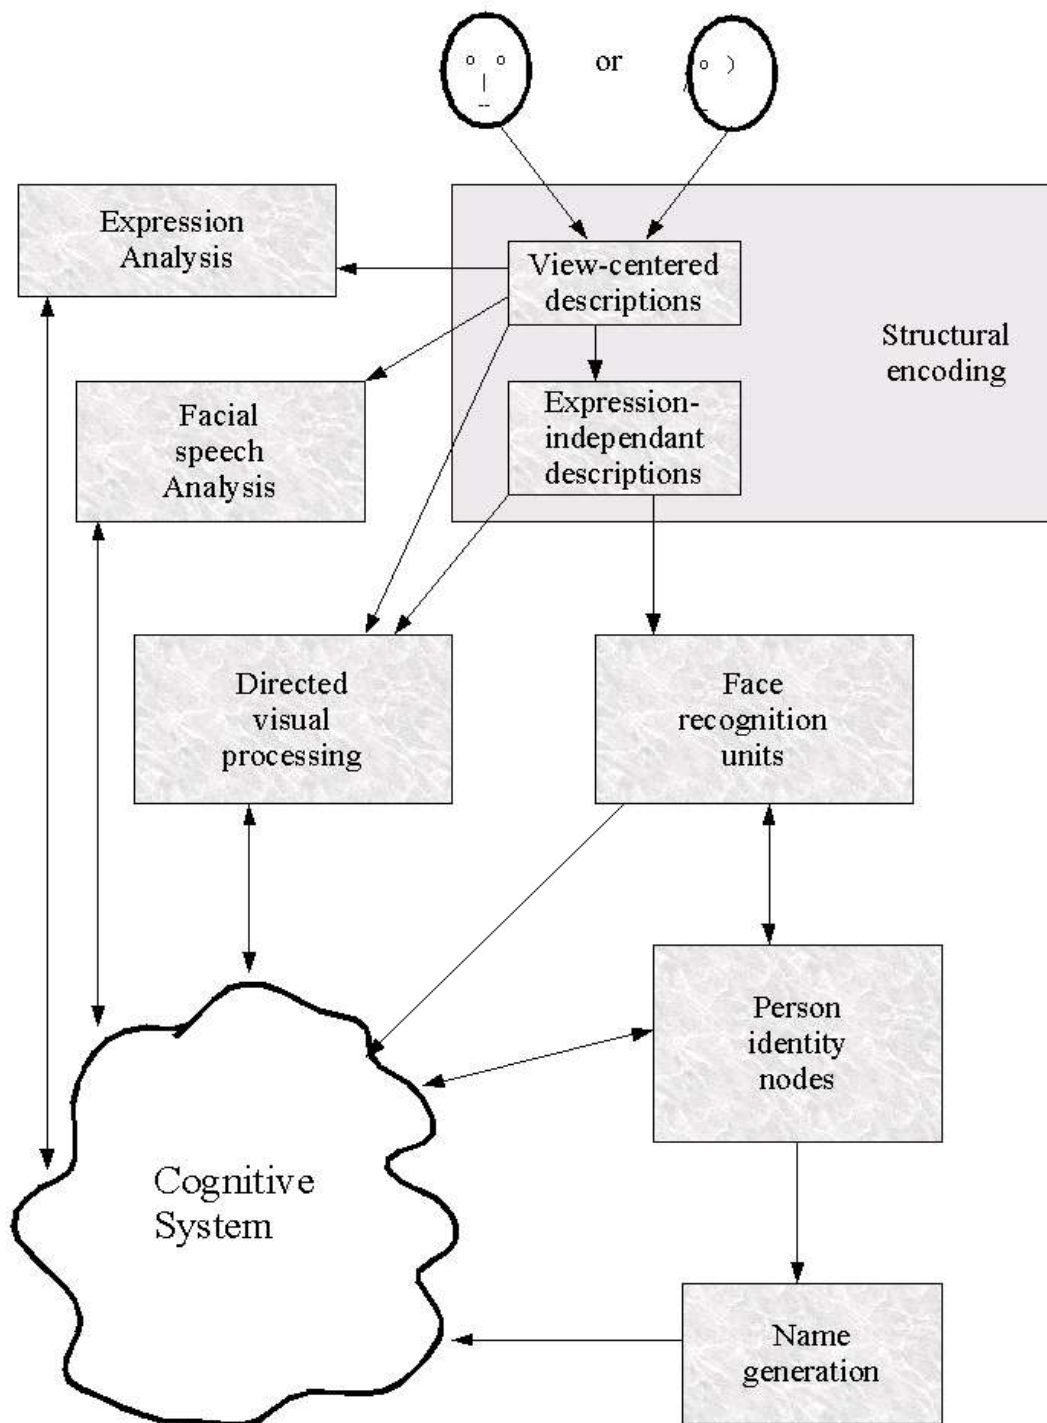 or
Expression
Analysis
View-centered
descriptions
Structural
encoding
Facial
speech
Analysis
Expression-
independant
descriptions
Directed
visual
processing
Face
recognition
units
Person
identity
nodes
Cognitive
System
Name
generation